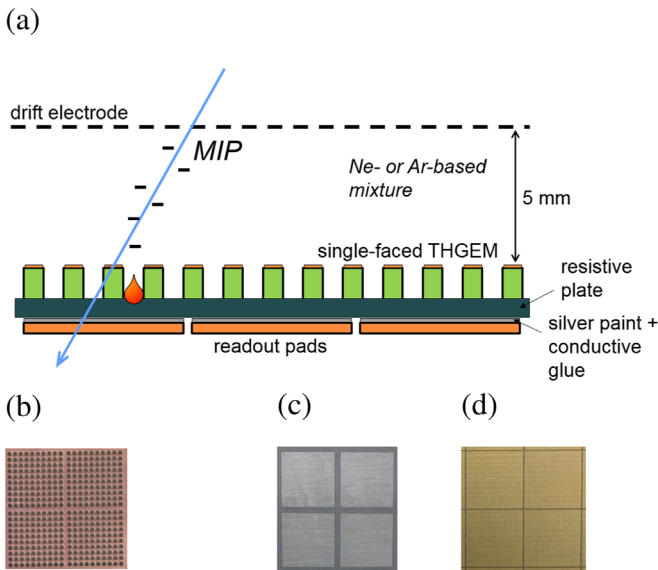 (a)
drift electrode
MIP
Ne- or Ar-based
mixture
5 mm
single-faced THGEM
resistive
plate
silver paint +
conductive
glue
readout pads
(b)
(c)
(d)